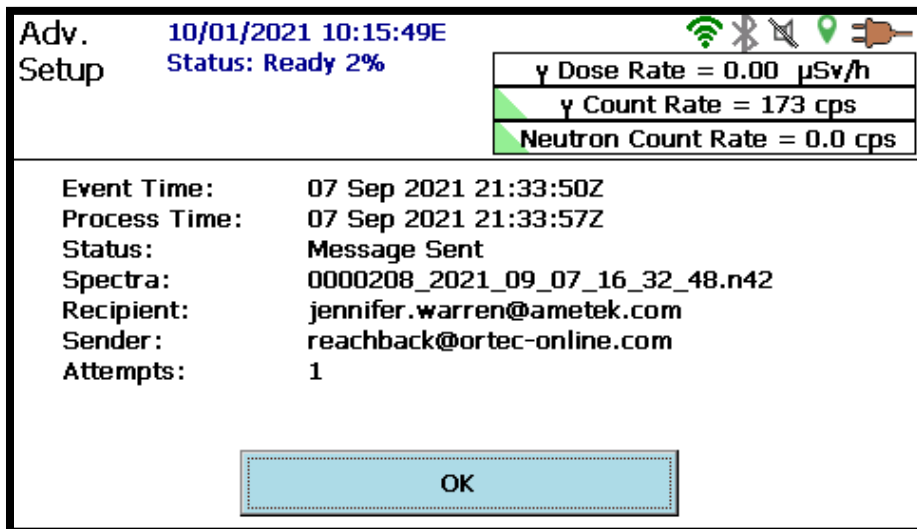 Adv. Setup
10/01/2021 10:15:49E
Status: Ready 2%
γ Dose Rate = 0.00 µSv/h
γ Count Rate = 173 cps
Neutron Count Rate = 0.0 cps
Event Time: 07 Sep 2021 21:33:50Z
Process Time: 07 Sep 2021 21:33:57Z
Status: Message Sent
Spectra: 0000208_2021_09_07_16_32_48.n42
Recipient: jennifer.warren@ametek.com
Sender: reachback@ortec-online.com
Attempts: 1
OK